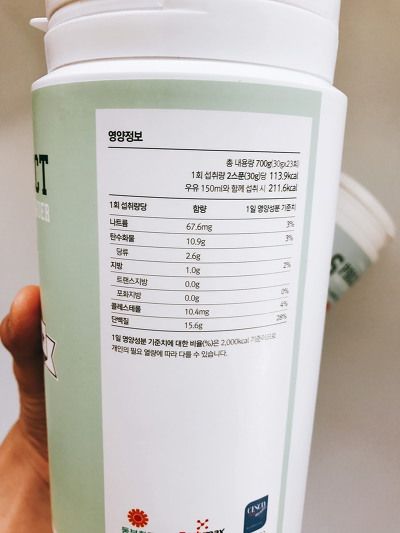 영양정보
총 내용량 700g(30gx23회)
1회 섭취량 2스푼(30g)당 113.9kcal
우유 150ml와 함께 섭취 시 211.6kcal
1회 섭취량당 함량 1일 영양성분 기준치
나트륨 67.6mg 3%
탄수화물 10.9g 3%
당류 2.6g
지방 1.0g 2%
트랜스지방 0.0g
포화지방 0.0g 0%
콜레스테롤 10.4mg 4%
단백질 15.6g 28%
1일 영양성분 기준치에 대한 비율(%)은 2,000kcal 기준이므로
개인의 필요 열량에 따라 다를 수 있습니다.